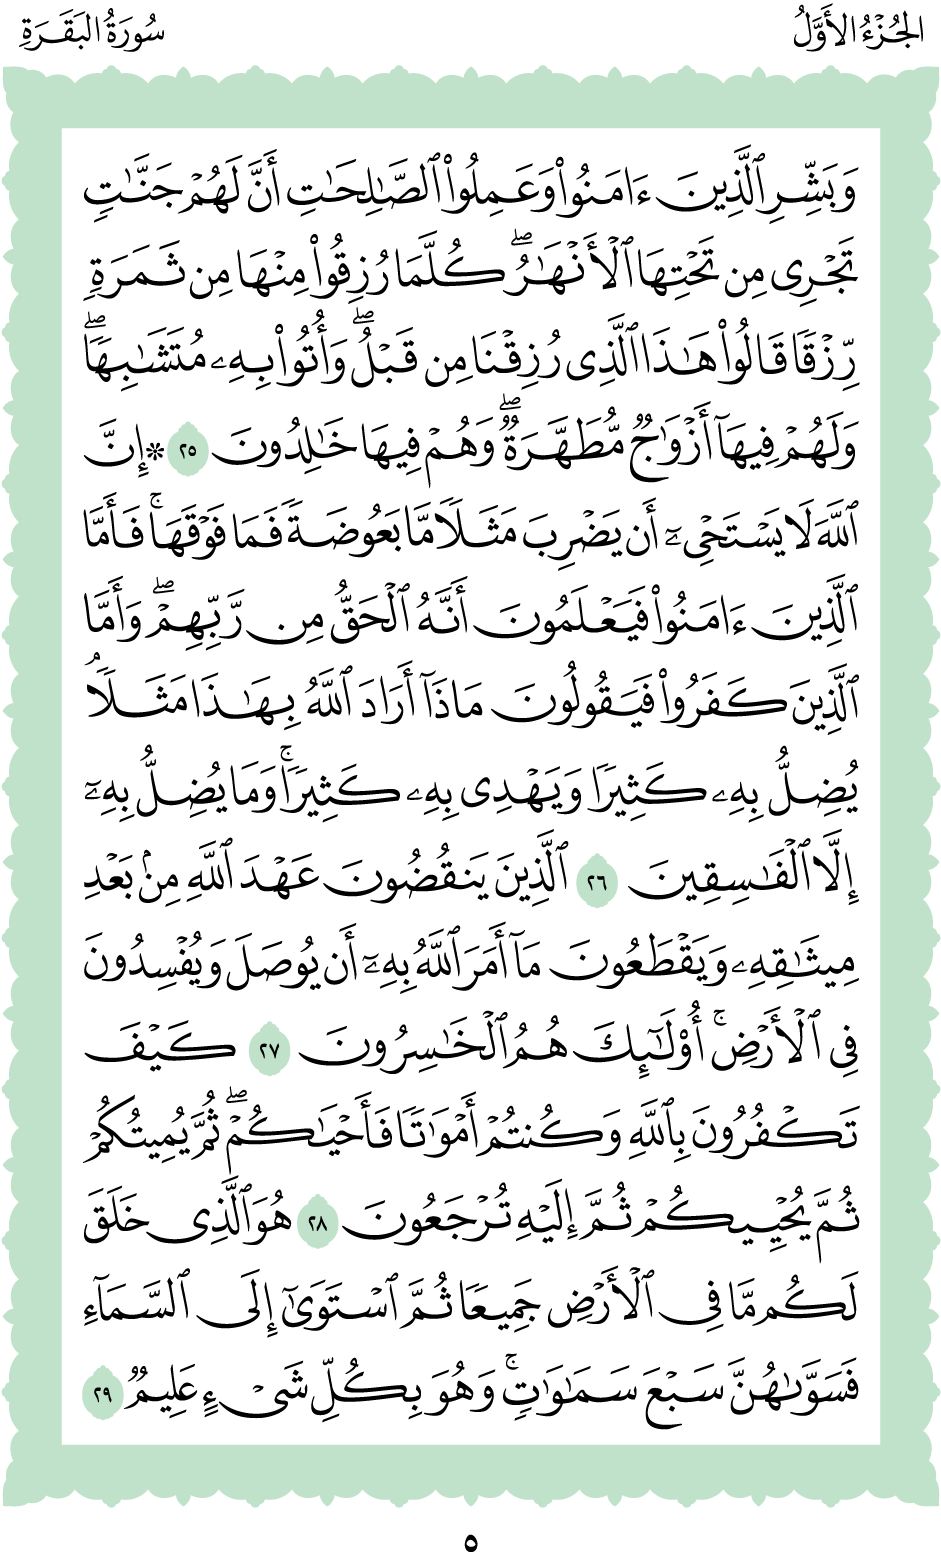 الجُزْءُ الأَوَّلُ
سُورَةُ البَقَرَةِ
وَبَشِّرِ ٱلَّذِينَ ءَامَنُواْ وَعَمِلُواْ ٱلصَّـٰلِحَـٰتِ أَنَّ لَهُمۡ جَنَّـٰتٖ
تَجۡرِي مِن تَحۡتِهَا ٱلۡأَنۡهَـٰرُۖ كُلَّمَا رُزِقُواْ مِنۡهَا مِن ثَمَرَةٖ
رِّزۡقٗا قَالُواْ هَـٰذَا ٱلَّذِي رُزِقۡنَا مِن قَبۡلُۖ وَأُتُواْ بِهِۦ مُتَشَـٰبِهٗاۖ
وَلَهُمۡ فِيهَآ أَزۡوَٰجٞ مُّطَهَّرَةٞۖ وَهُمۡ فِيهَا خَـٰلِدُونَ ٢٥ ۞إِنَّ
ٱللَّهَ لَا يَسۡتَحۡيِۦٓ أَن يَضۡرِبَ مَثَلٗا مَّا بَعُوضَةٗ فَمَا فَوۡقَهَاۚ فَأَمَّا
ٱلَّذِينَ ءَامَنُواْ فَيَعۡلَمُونَ أَنَّهُ ٱلۡحَقُّ مِن رَّبِّهِمۡۖ وَأَمَّا
ٱلَّذِينَ كَفَرُواْ فَيَقُولُونَ مَاذَآ أَرَادَ ٱللَّهُ بِهَـٰذَا مَثَلٗاۘ
يُضِلُّ بِهِۦ كَثِيرٗا وَيَهۡدِي بِهِۦ كَثِيرٗاۚ وَمَا يُضِلُّ بِهِۦٓ
إِلَّا ٱلۡفَـٰسِقِينَ ٢٦ ٱلَّذِينَ يَنقُضُونَ عَهۡدَ ٱللَّهِ مِنۢ بَعۡدِ
مِيثَـٰقِهِۦ وَيَقۡطَعُونَ مَآ أَمَرَ ٱللَّهُ بِهِۦٓ أَن يُوصَلَ وَيُفۡسِدُونَ
فِي ٱلۡأَرۡضِۚ أُوْلَـٰٓئِكَ هُمُ ٱلۡخَـٰسِرُونَ ٢٧ كَيۡفَ
تَكۡفُرُونَ بِٱللَّهِ وَكُنتُمۡ أَمۡوَٰتٗا فَأَحۡيَـٰكُمۡۖ ثُمَّ يُمِيتُكُمۡ
ثُمَّ يُحۡيِيكُمۡ ثُمَّ إِلَيۡهِ تُرۡجَعُونَ ٢٨ هُوَ ٱلَّذِي خَلَقَ
لَكُم مَّا فِي ٱلۡأَرۡضِ جَمِيعٗا ثُمَّ ٱسۡتَوَىٰٓ إِلَى ٱلسَّمَآءِ
فَسَوَّىٰهُنَّ سَبۡعَ سَمَـٰوَٰتٖۚ وَهُوَ بِكُلِّ شَيۡءٍ عَلِيمٞ ٢٩
٥